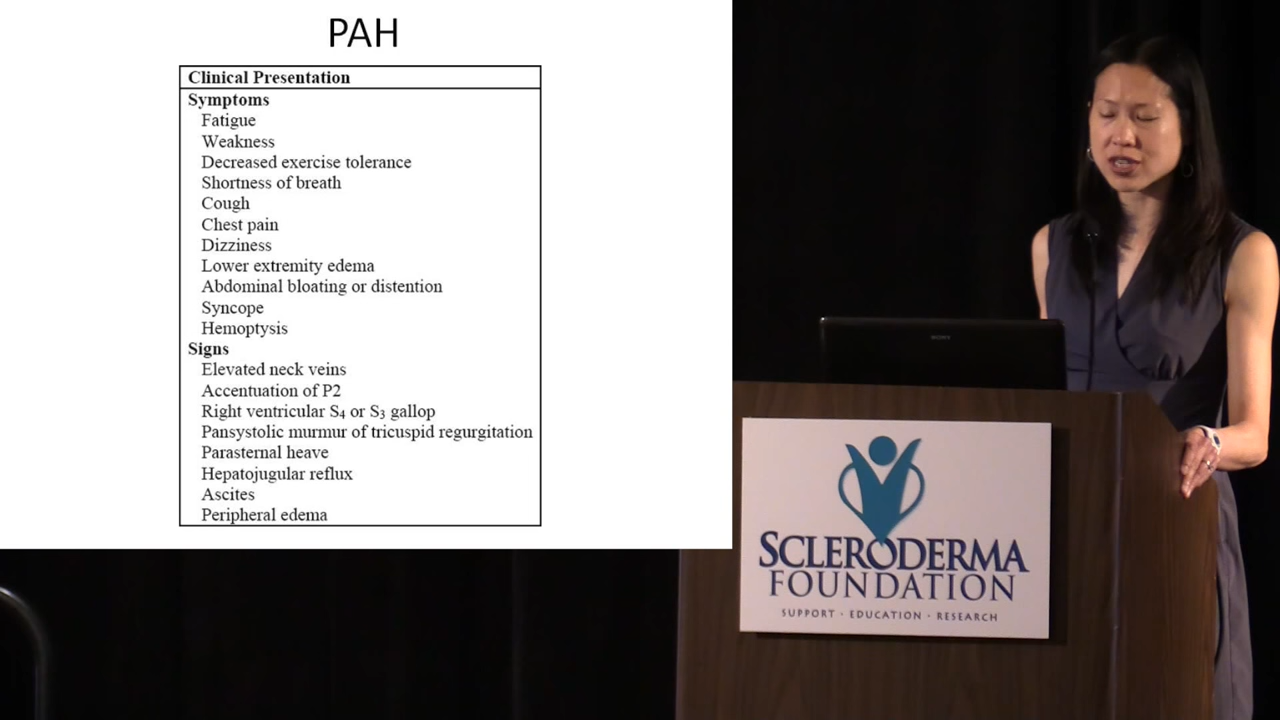 PAH
Clinical Presentation
Symptoms
Fatigue
Weakness
Decreased exercise tolerance
Shortness of breath
Cough
Chest pain
Dizziness
Lower extremity edema
Abdominal bloating or distention
Syncope
Hemoptysis
Signs
Elevated neck veins
Accentuation of P2
Right ventricular S₄ or S₃ gallop
Pansystolic murmur of tricuspid regurgitation
Parasternal heave
Hepatojugular reflux
Ascites
Peripheral edema
SONY
SCLERODERMA
FOUNDATION
SUPPORT · EDUCATION · RESEARCH